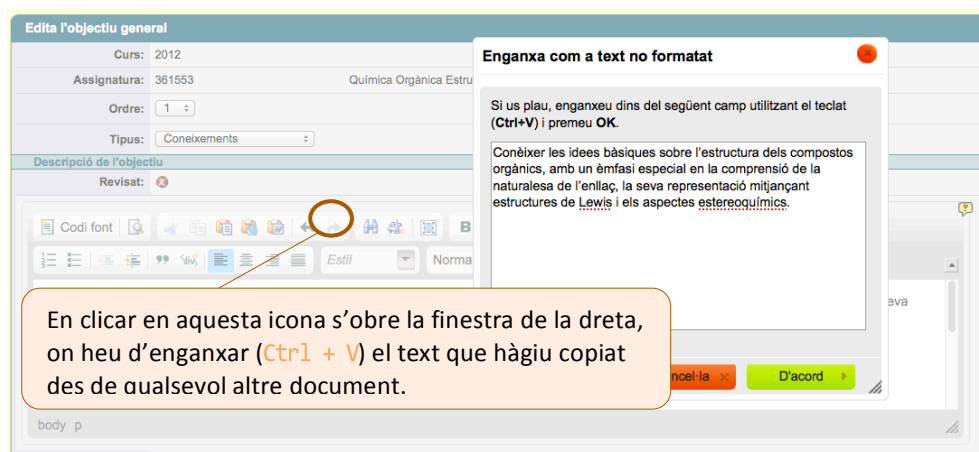 Edita l'objectiu general
Curs: 2012
Assignatura: 361553 Química Orgànica Estru
Ordre: 1
Tipus: Coneixements
Descripció de l'objectiu
Revisat:
Codi font
B
Estil
Norma
eva
body p
Enganxa com a text no formatat
Si us plau, enganxeu dins del següent camp utilitzant el teclat
(Ctrl+V) i premeu OK.
Conèixer les idees bàsiques sobre l'estructura dels compostos
orgànics, amb un èmfasi especial en la comprensió de la
naturalesa de l'enllaç, la seva representació mitjançant
estructures de Lewis i els aspectes estereoquímics.
ncel·la
D'acord
En clicar en aquesta icona s'obre la finestra de la dreta,
on heu d'enganxar (Ctrl + V) el text que hàgiu copiat
des de qualsevol altre document.